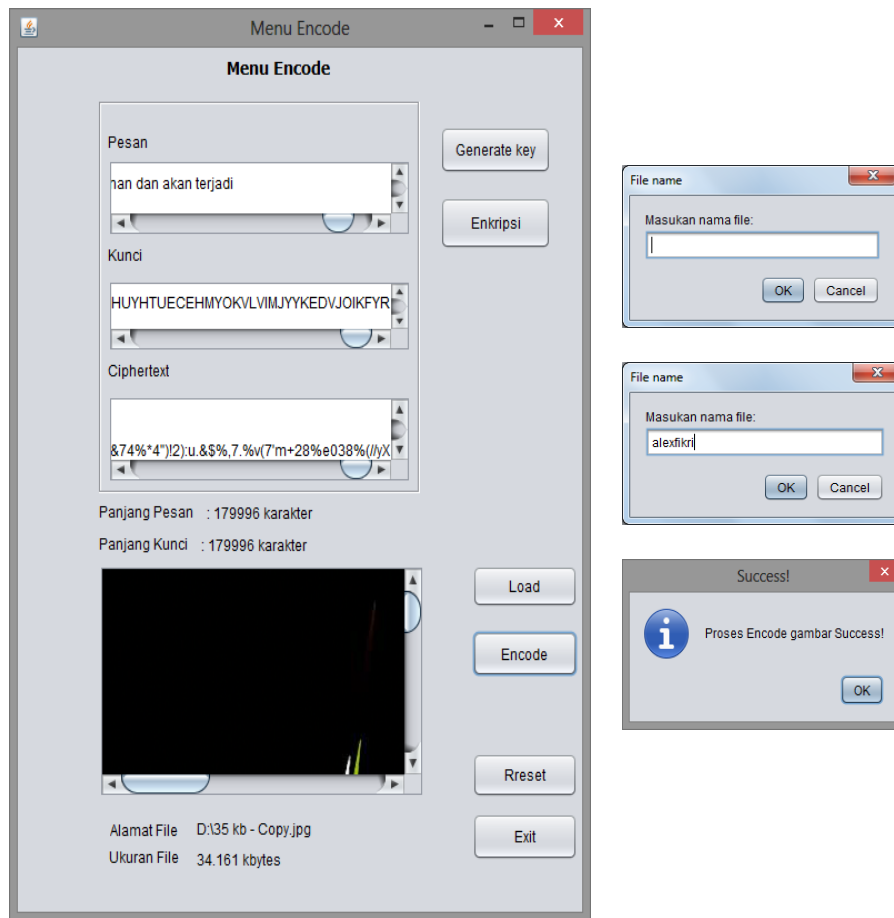 Menu Encode
Menu Encode
Pesan
nan dan akan terjadi
Generate key
Enkripsi
Kunci
HUYHTUECEHMYOKVLVIMJYYKEDVJOIKFYR
Ciphertext
&74%*4")!2):u.&$%,7.%v(7'm+28%e038%(//yX
Panjang Pesan : 179996 karakter
Panjang Kunci : 179996 karakter
Load
Encode
Rreset
Exit
Alamat File D:\35 kb - Copy.jpg
Ukuran File 34.161 kbytes
File name
Masukan nama file:
OK Cancel
File name
Masukan nama file:
alexfikri
OK Cancel
Success!
Proses Encode gambar Success!
OK